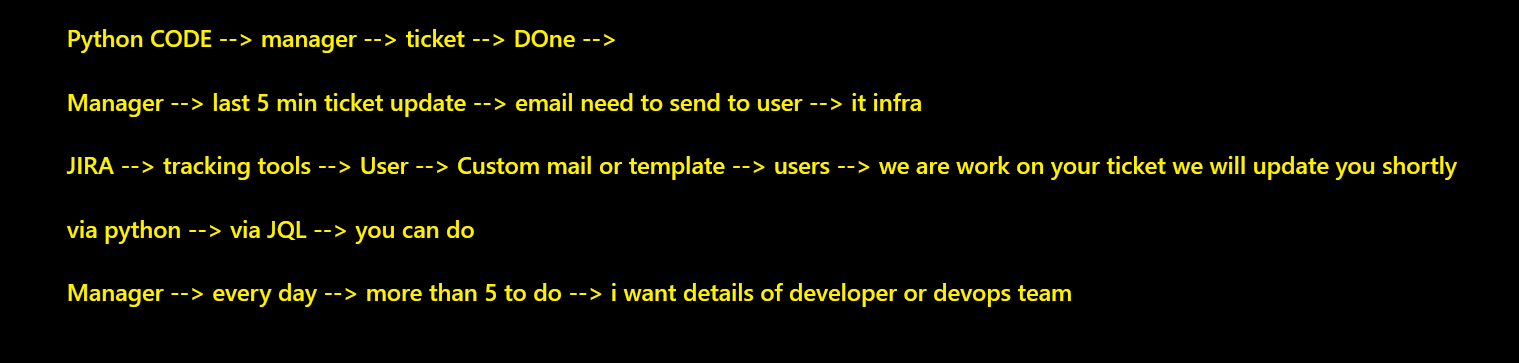 Python CODE --> manager --> ticket --> DOne -->
Manager --> last 5 min ticket update --> email need to send to user --> it infra
JIRA --> tracking tools --> User --> Custom mail or template --> users --> we are work on your ticket we will update you shortly
via python --> via JQL --> you can do
Manager --> every day --> more than 5 to do --> i want details of developer or devops team